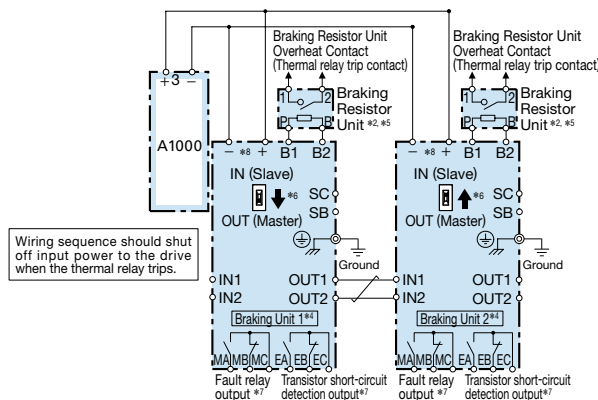 Braking Resistor Unit
Overheat Contact
(Thermal relay trip contact)
Braking Resistor Unit
Overheat Contact
(Thermal relay trip contact)
+3 −
A1000
1 2
P B
Braking
Resistor
Unit *2, *5
1 2
P B
Braking
Resistor
Unit *2, *5
− *8 + B1 B2
IN (Slave)
*6
OUT (Master)
SC
SB
Ground
IN1 OUT1
IN2 OUT2
Braking Unit 1*4
MA MB MC EA EB EC
Fault relay
output *7
Transistor short-circuit
detection output*7
− *8 + B1 B2
IN (Slave)
*6
OUT (Master)
SC
SB
Ground
IN1 OUT1
IN2 OUT2
Braking Unit 2*4
MA MB MC EA EB EC
Fault relay
output *7
Transistor short-circuit
detection output*7
Wiring sequence should shut
off input power to the drive
when the thermal relay trips.